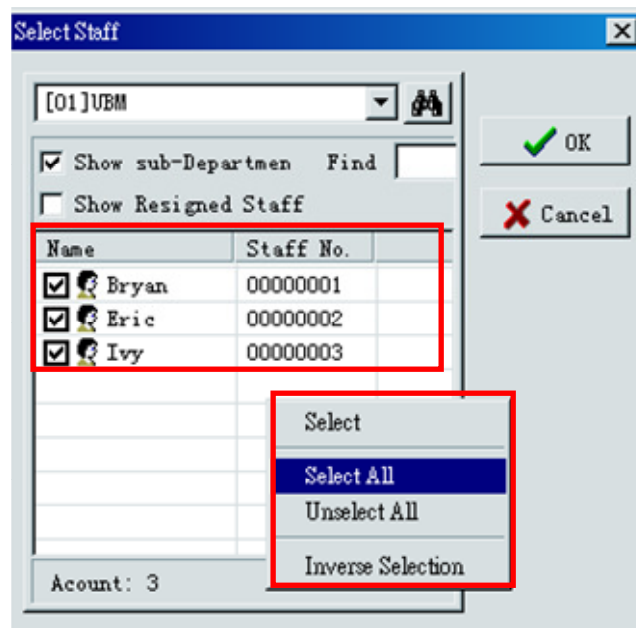 Select Staff
[01]UBM
OK
Show sub-Departmen Find
Show Resigned Staff
Cancel
Name Staff No.
Bryan 00000001
Eric 00000002
Ivy 00000003
Select
Select All
Unselect All
Inverse Selection
Acount: 3